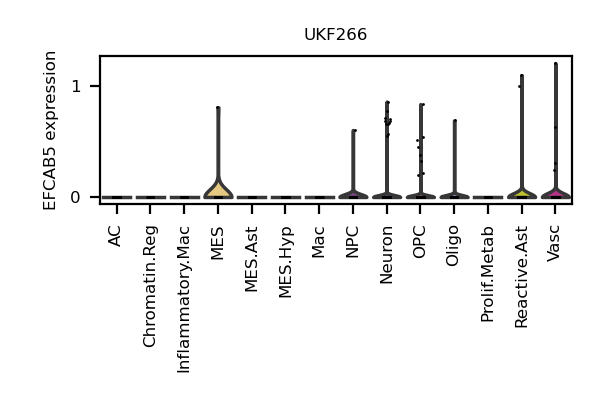 UKF266
EFCAB5 expression
1
0
AC
Chromatin.Reg
Inflammatory.Mac
MES
MES.Ast
MES.Hyp
Mac
NPC
Neuron
OPC
Oligo
Prolif.Metab
Reactive.Ast
Vasc